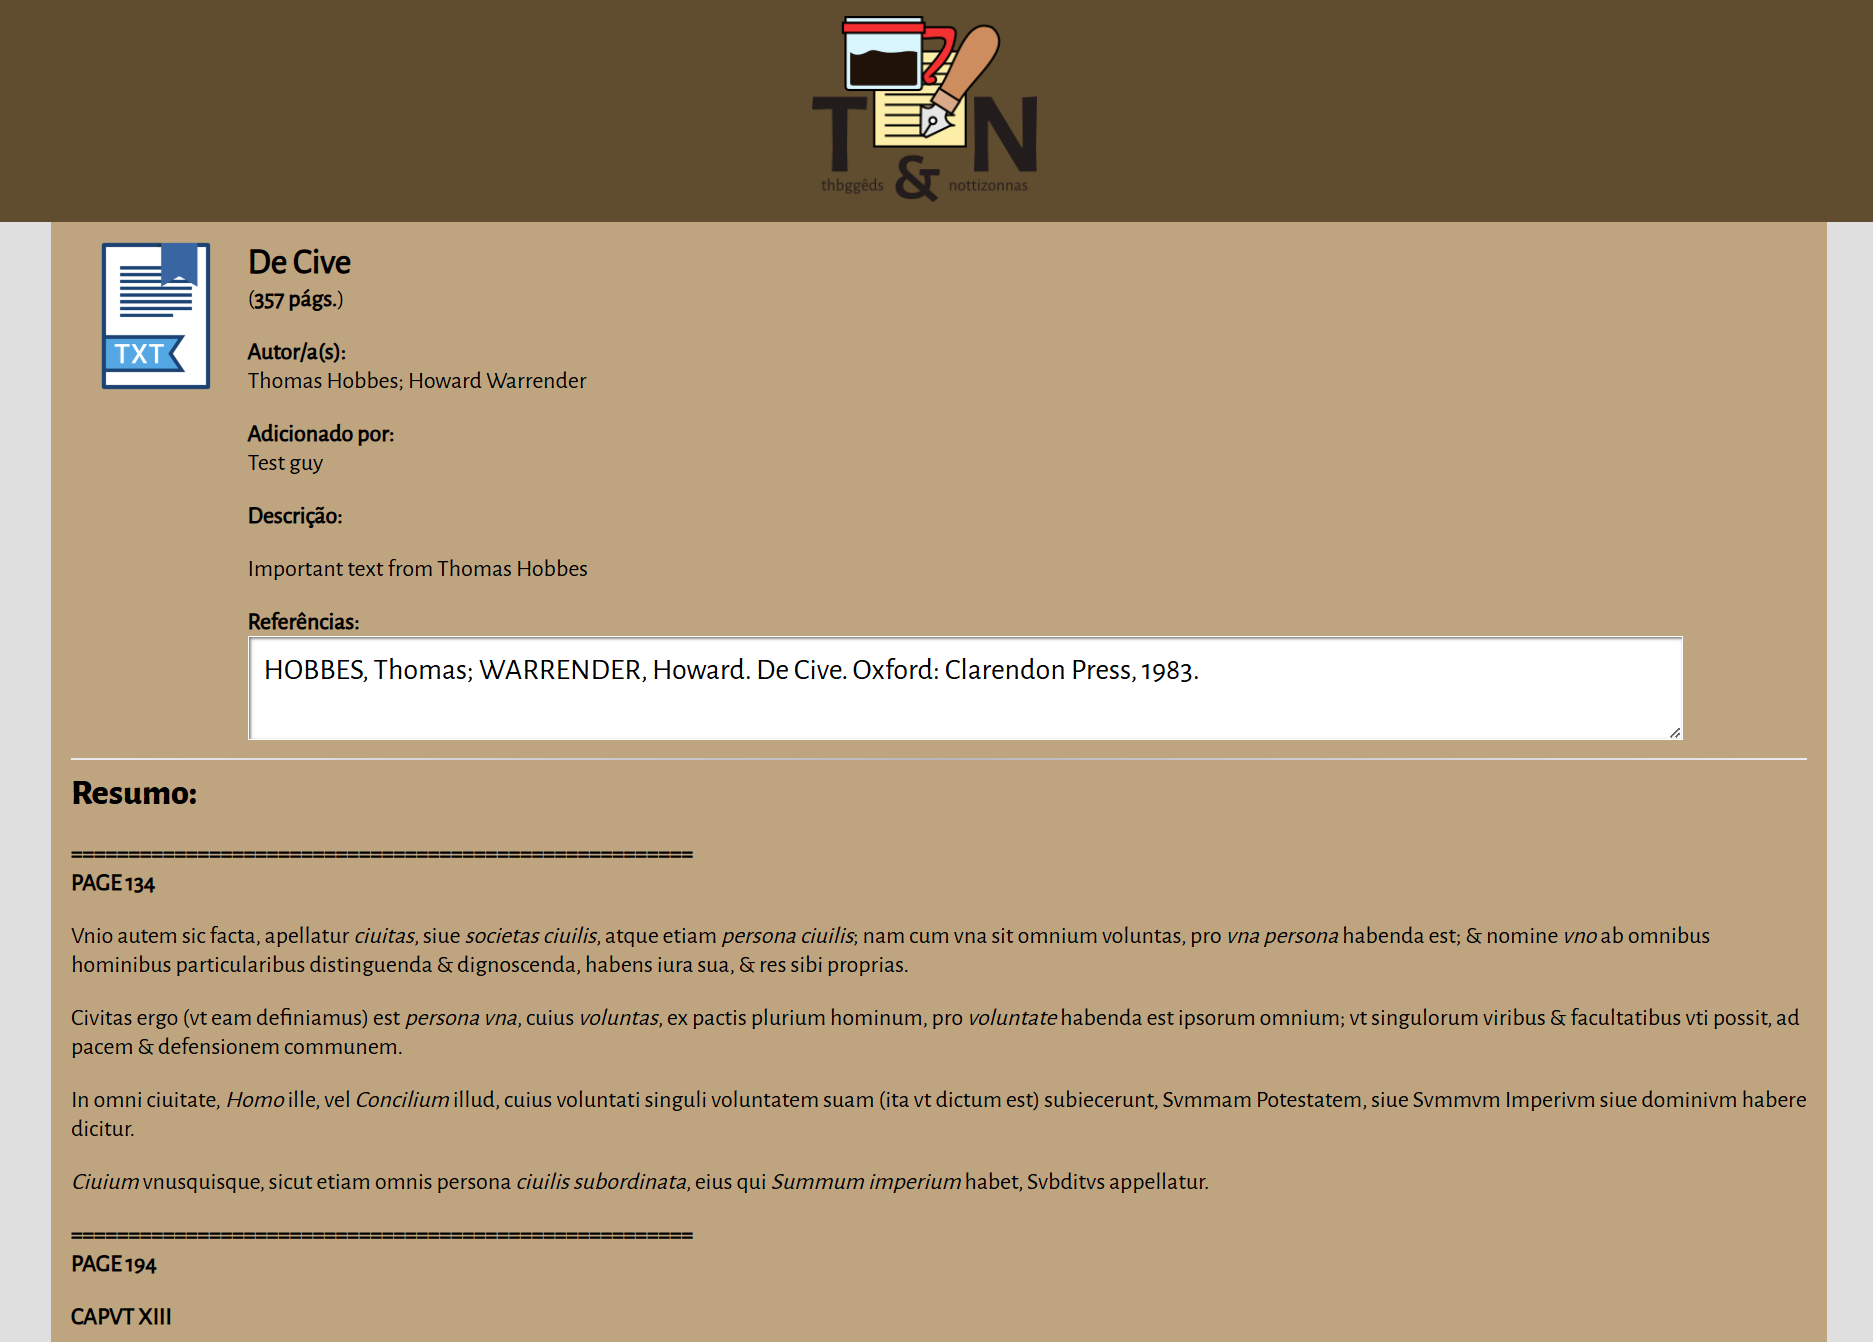 T & N
thbggêds nottizonnas
TXT
De Cive
(357 págs.)
Autor/a(s):
Thomas Hobbes; Howard Warrender
Adicionado por:
Test guy
Descrição:
Important text from Thomas Hobbes
Referências:
HOBBES, Thomas; WARRENDER, Howard. De Cive. Oxford: Clarendon Press, 1983.
Resumo:
======================================================
PAGE 134
Vnio autem sic facta, apellatur ciuitas, siue societas ciuilis, atque etiam persona ciuilis; nam cum vna sit omnium voluntas, pro vna persona habenda est; & nomine vno ab omnibus
hominibus particularibus distinguenda & dignoscenda, habens iura sua, & res sibi proprias.
Civitas ergo (vt eam definiamus) est persona vna, cuius voluntas, ex pactis plurium hominum, pro voluntate habenda est ipsorum omnium; vt singulorum viribus & facultatibus vti possit, ad
pacem & defensionem communem.
In omni ciuitate, Homo ille, vel Concilium illud, cuius voluntati singuli voluntatem suam (ita vt dictum est) subiecerunt, Svmmam Potestatem, siue Svmmvm Imperivm siue dominivm habere
dicitur.
Ciuium vnusquisque, sicut etiam omnis persona ciuilis subordinata, eius qui Summum imperium habet, Svbditvs appellatur.
======================================================
PAGE 194
CAPVT XIII